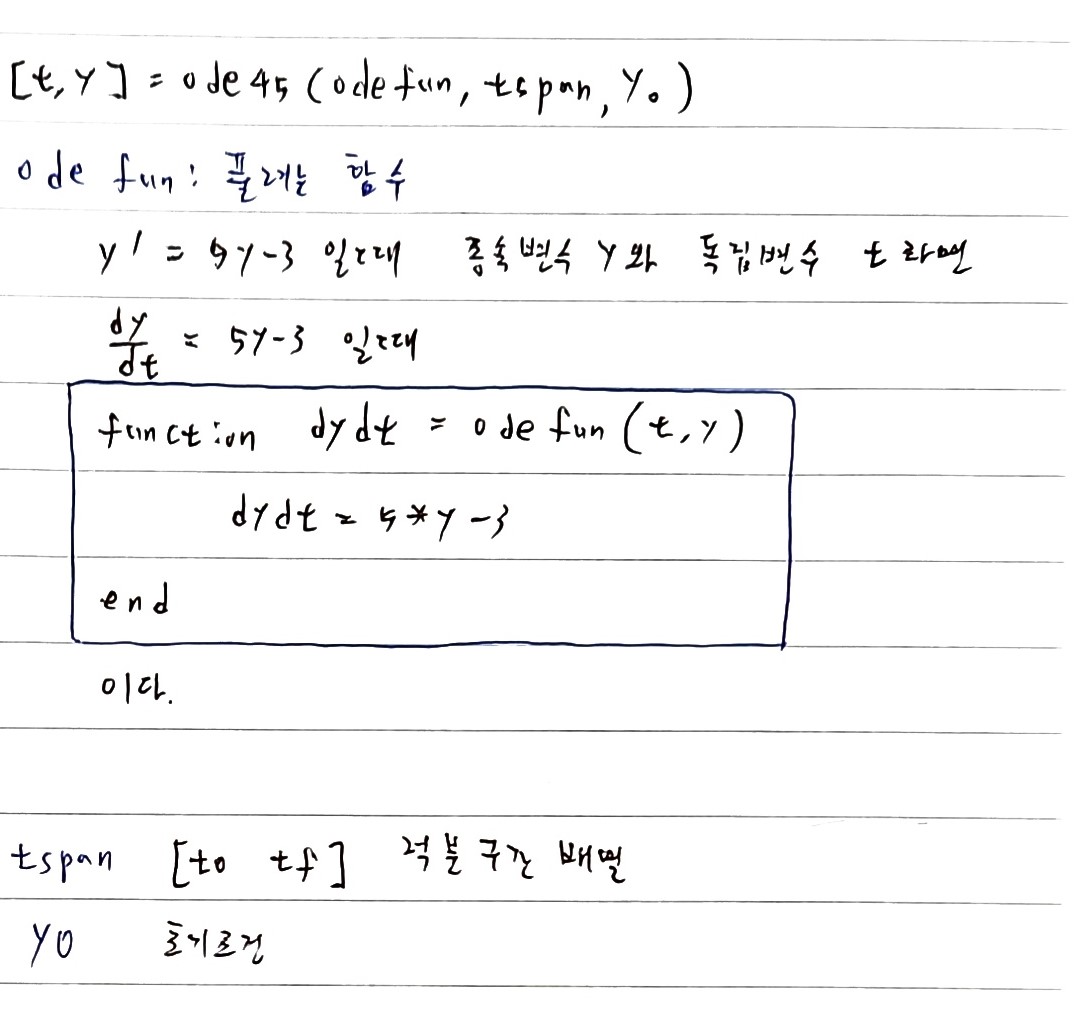 [t, y] = ode45 (odefun, tspan, y₀)
odefun : 풀려는 함수
y' = 5y-3 일때 종속변수 y와 독립변수 t라면
dy/dt = 5y-3 일때
function dydt = odefun (t, y)
dydt = 5*y-3
end
이다.
tspan [t0 tf] 적분구간 배열
y0 초기조건